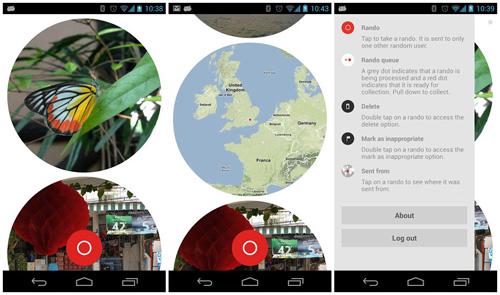 10:38
42
10:43
United
Kingdom
Ireland
London
Germany
France
42
10:39
Rando
Tap to take a rando. It is sent to only
one other random user.
Rando queue
A grey dot indicates that a rando is
being processed and a red dot
indicates that it is ready for
collection. Pull down to collect.
Delete
Double tap on a rando to access the
delete option.
Mark as inappropriate
Double tap on a rando to access the
mark as inappropriate option.
Sent from
Tap on a rando to see where it was
sent from.
About
Log out